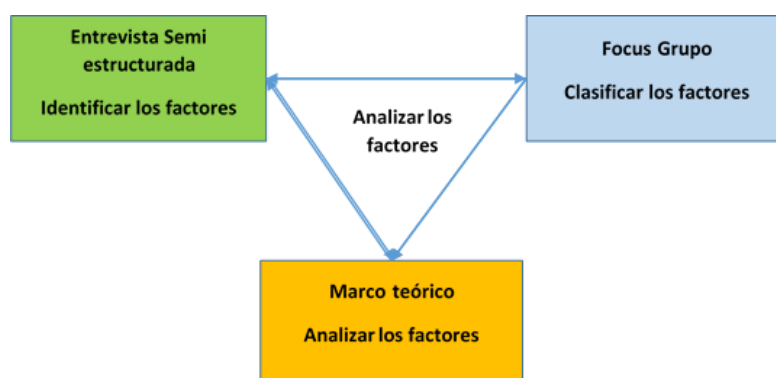 Entrevista Semi
estructurada
Identificar los factores
Focus Grupo
Clasificar los factores
Analizar los
factores
Marco teórico
Analizar los factores